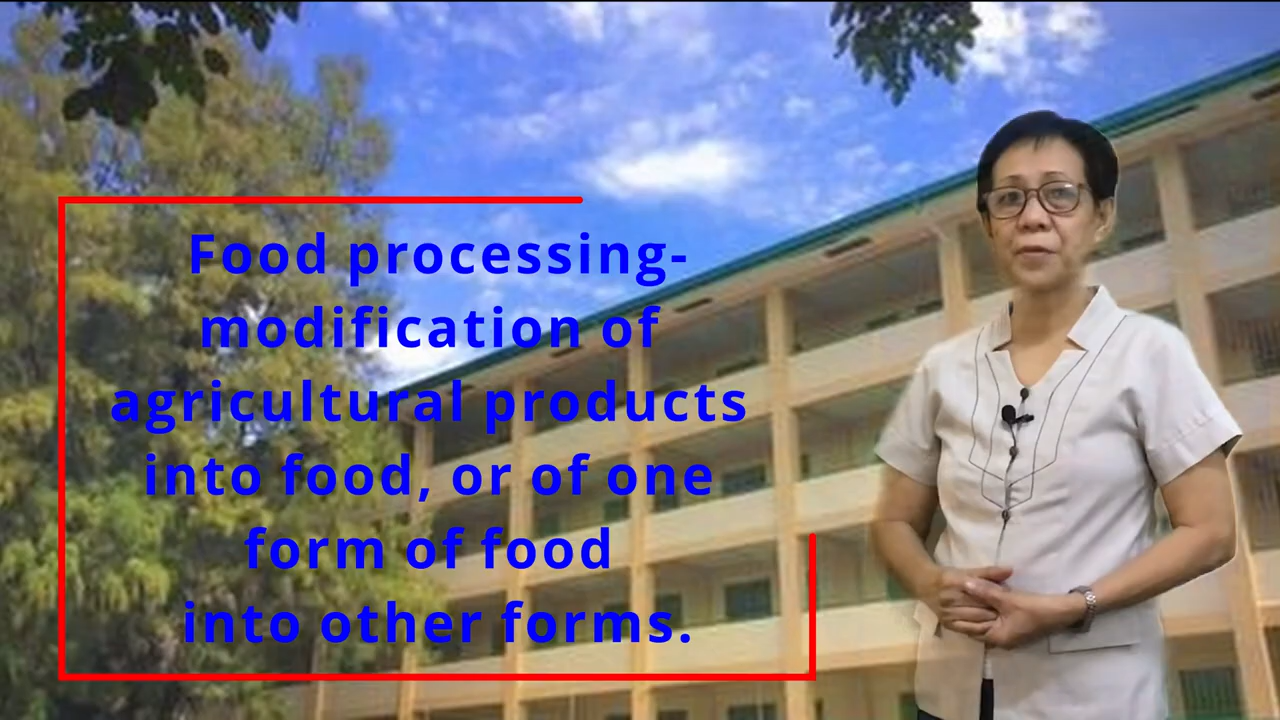 Food processing-
modification of
agricultural products
into food, or of one
form of food
into other forms.